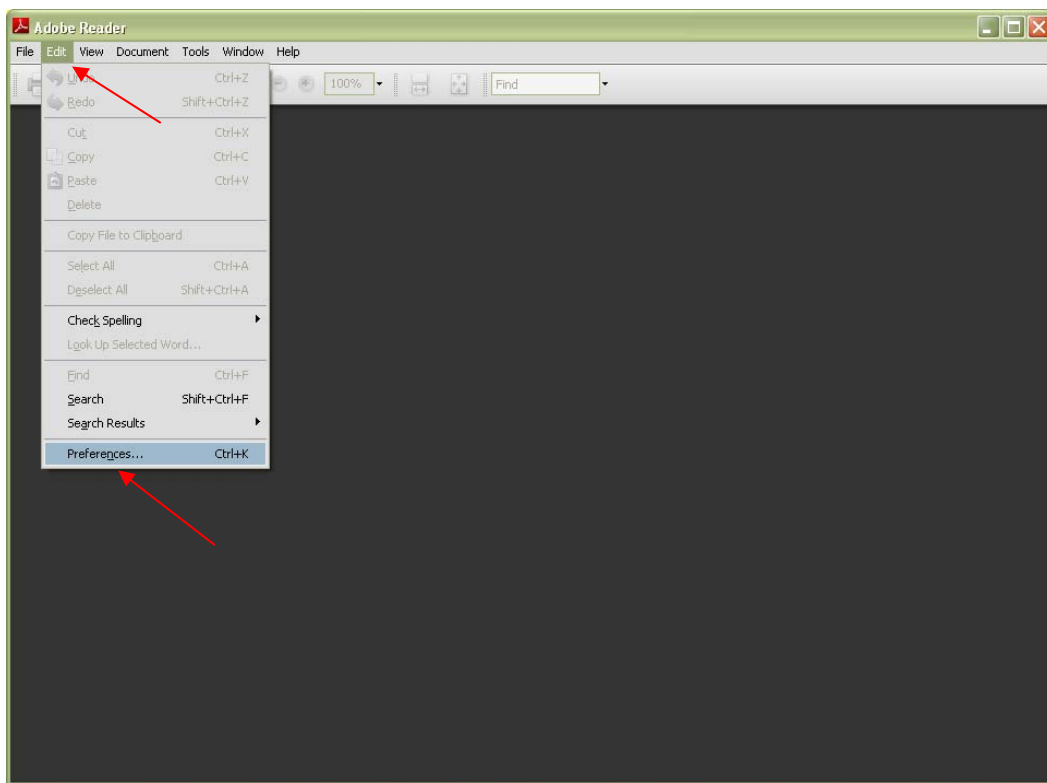 Adobe Reader
File Edit View Document Tools Window Help
100% Find
Undo Ctrl+Z
Redo Shift+Ctrl+Z
Cut Ctrl+X
Copy Ctrl+C
Paste Ctrl+V
Delete
Copy File to Clipboard
Select All Ctrl+A
Deselect All Shift+Ctrl+A
Check Spelling
Look Up Selected Word...
Find Ctrl+F
Search Shift+Ctrl+F
Search Results
Preferences... Ctrl+K